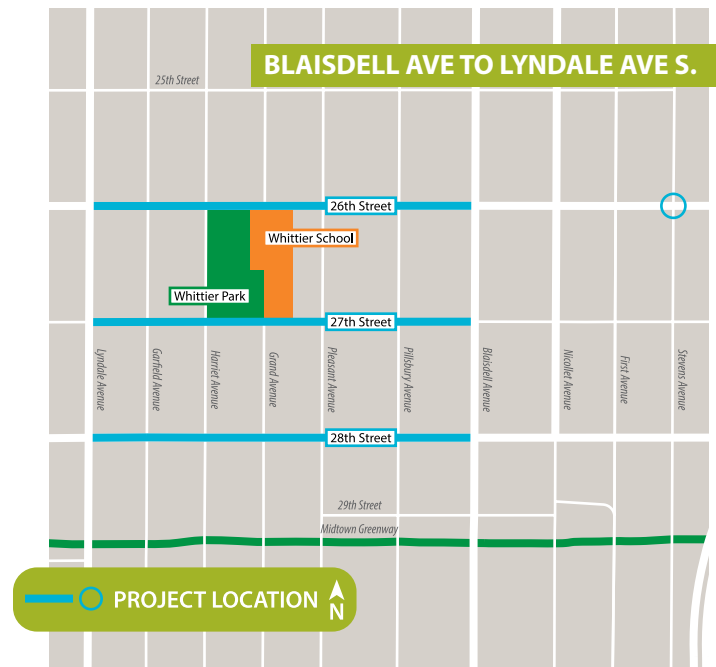 BLAISDELL AVE TO LYNDALE AVE S.
25th Street
26th Street
Whittier School
Whittier Park
27th Street
Lyndale Avenue
Garfield Avenue
Harriet Avenue
Grand Avenue
Pleasant Avenue
Pillsbury Avenue
Blaisdell Avenue
Nicollet Avenue
First Avenue
Stevens Avenue
28th Street
29th Street
Midtown Greenway
PROJECT LOCATION
N